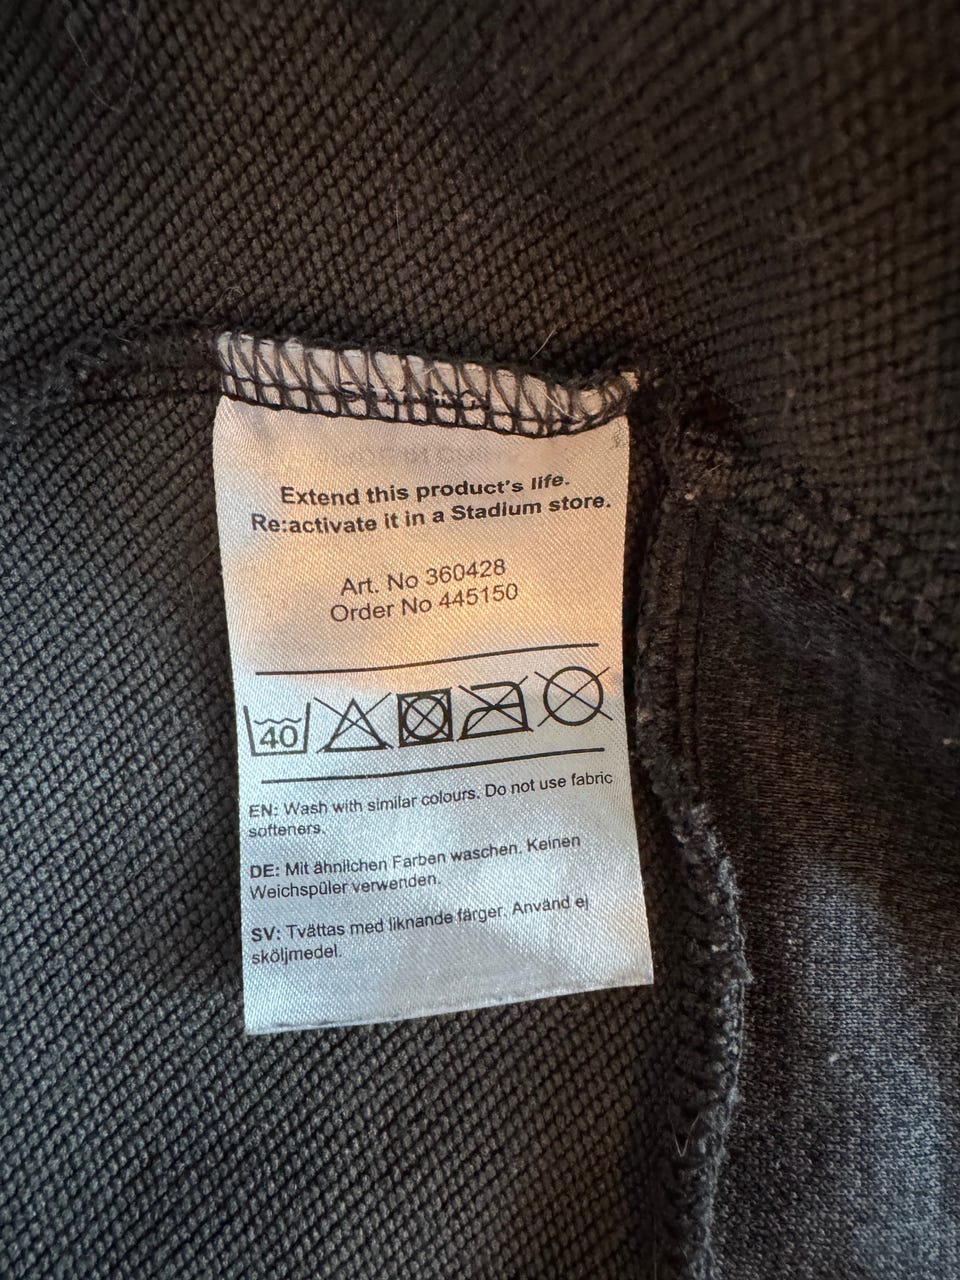 Extend this product's life.
Re:activate it in a Stadium store.
Art. No 360428
Order No 445150
40
EN: Wash with similar colours. Do not use fabric
softeners.
DE: Mit ähnlichen Farben waschen. Keinen
Weichspüler verwenden.
SV: Tvättas med liknande färger. Använd ej
sköljmedel.